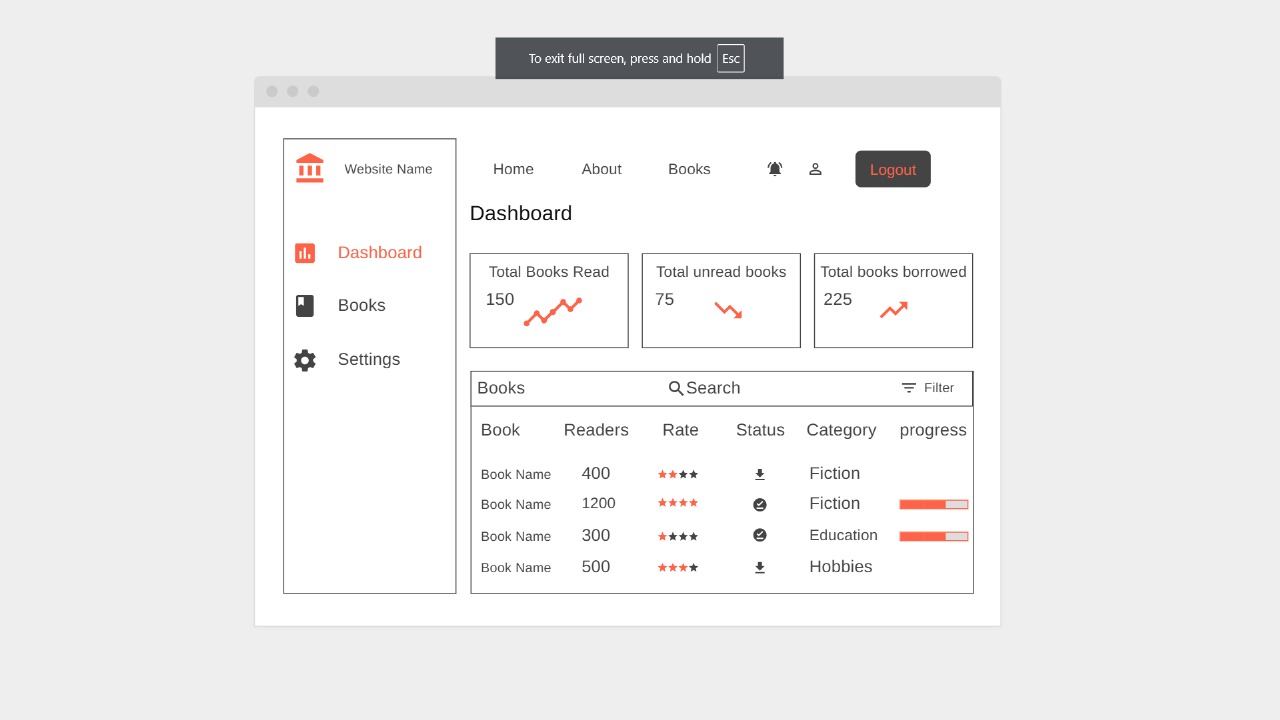 To exit full screen, press and hold Esc
Website Name
Home About Books Logout
Dashboard
Dashboard
Books
Settings
Total Books Read
150
Total unread books
75
Total books borrowed
225
Books Search Filter
Book Readers Rate Status Category progress
Book Name 400 Fiction
Book Name 1200 Fiction
Book Name 300 Education
Book Name 500 Hobbies